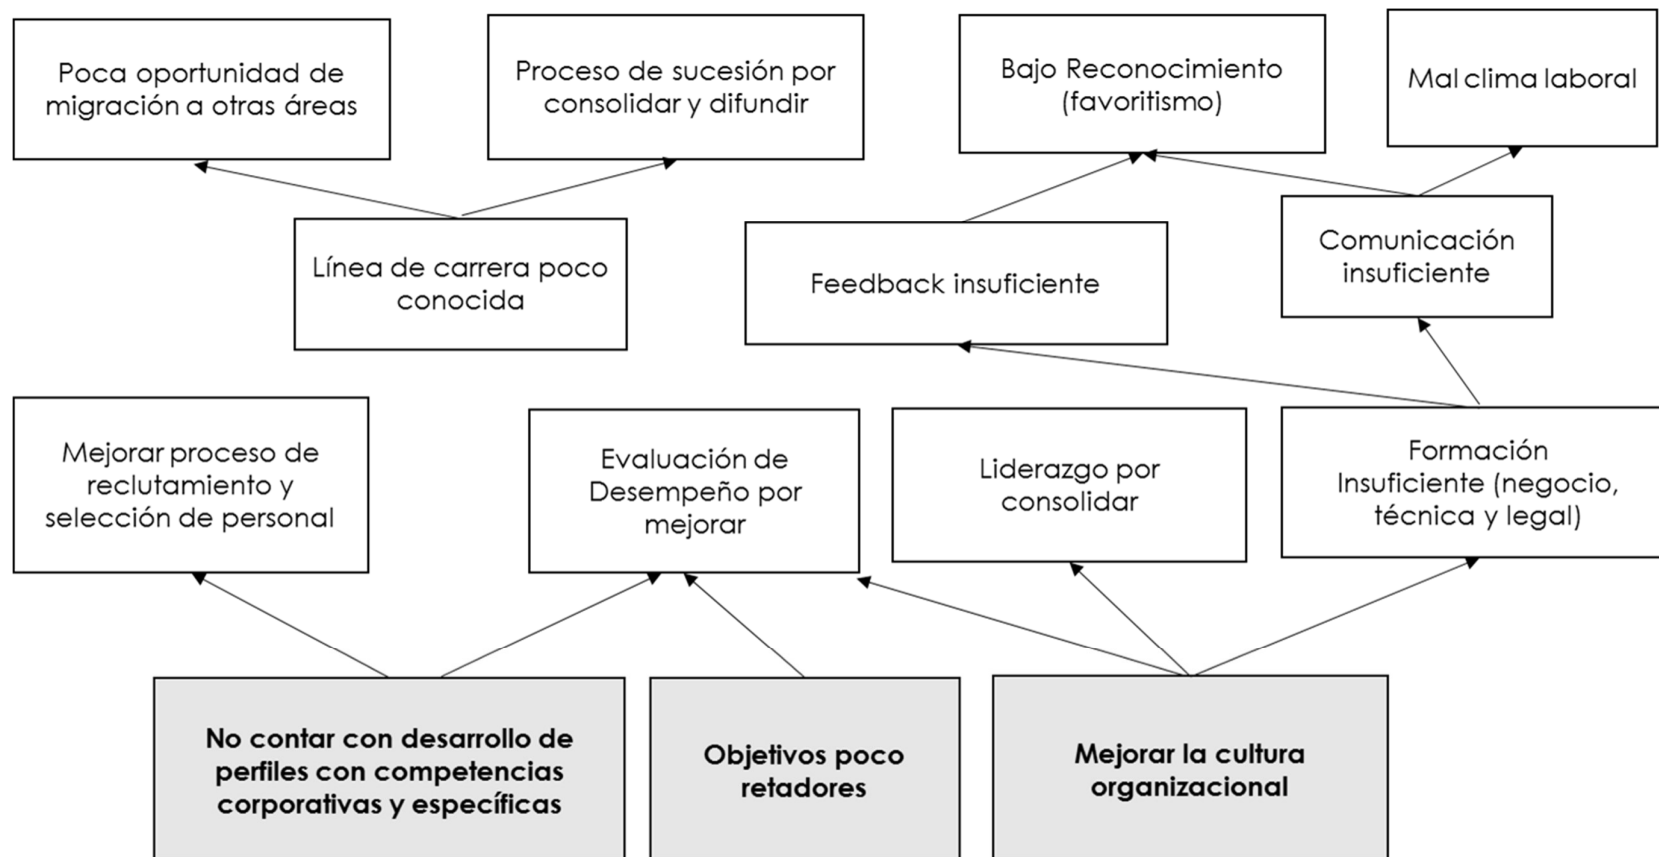 Poca oportunidad de
migración a otras áreas
Proceso de sucesión por
consolidar y difundir
Bajo Reconocimiento
(favoritismo)
Mal clima laboral
Línea de carrera poco
conocida
Feedback insuficiente
Comunicación
insuficiente
Mejorar proceso de
reclutamiento y
selección de personal
Evaluación de
Desempeño por
mejorar
Liderazgo por
consolidar
Formación
Insuficiente (negocio,
técnica y legal)
No contar con desarrollo de
perfiles con competencias
corporativas y específicas
Objetivos poco
retadores
Mejorar la cultura
organizacional